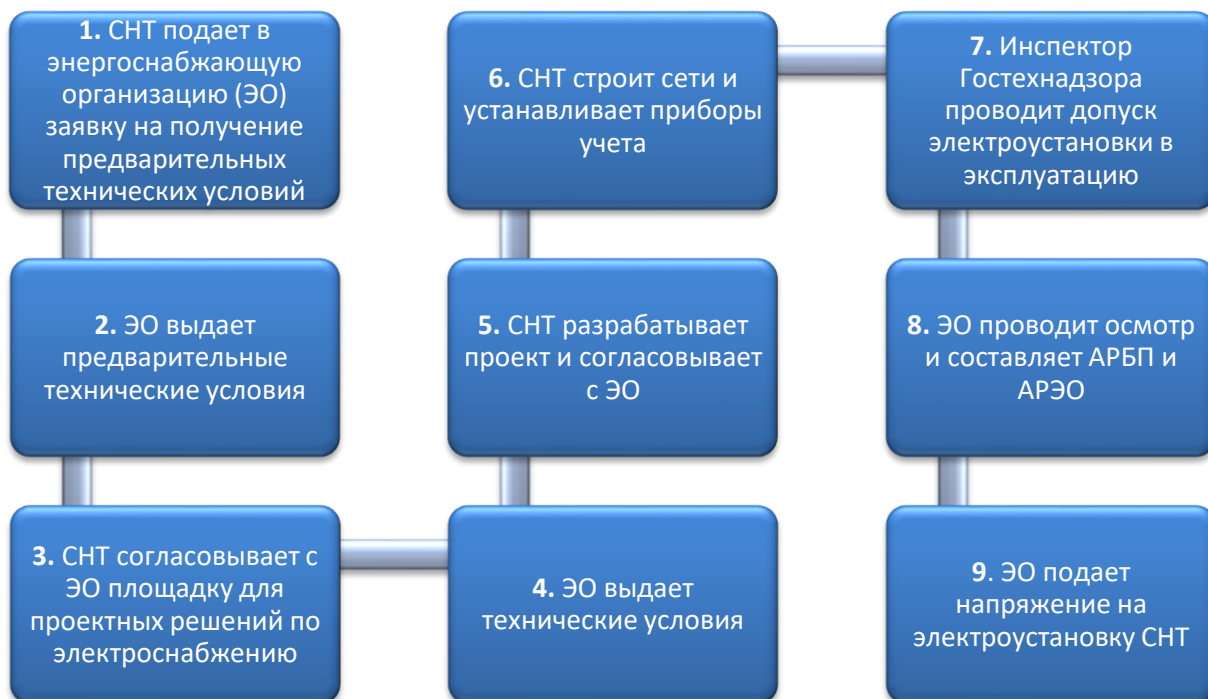 1. СНТ подает в
энергоснабжающую
организацию (ЭО)
заявку на получение
предварительных
технических условий
2. ЭО выдает
предварительные
технические условия
3. СНТ согласовывает с
ЭО площадку для
проектных решений по
электроснабжению
4. ЭО выдает
технические условия
5. СНТ разрабатывает
проект и согласовывает
с ЭО
6. СНТ строит сети и
устанавливает приборы
учета
7. Инспектор
Гостехнадзора
проводит допуск
электроустановки в
эксплуатацию
8. ЭО проводит осмотр
и составляет АРБП и
АРЭО
9. ЭО подает
напряжение на
электроустановку СНТ